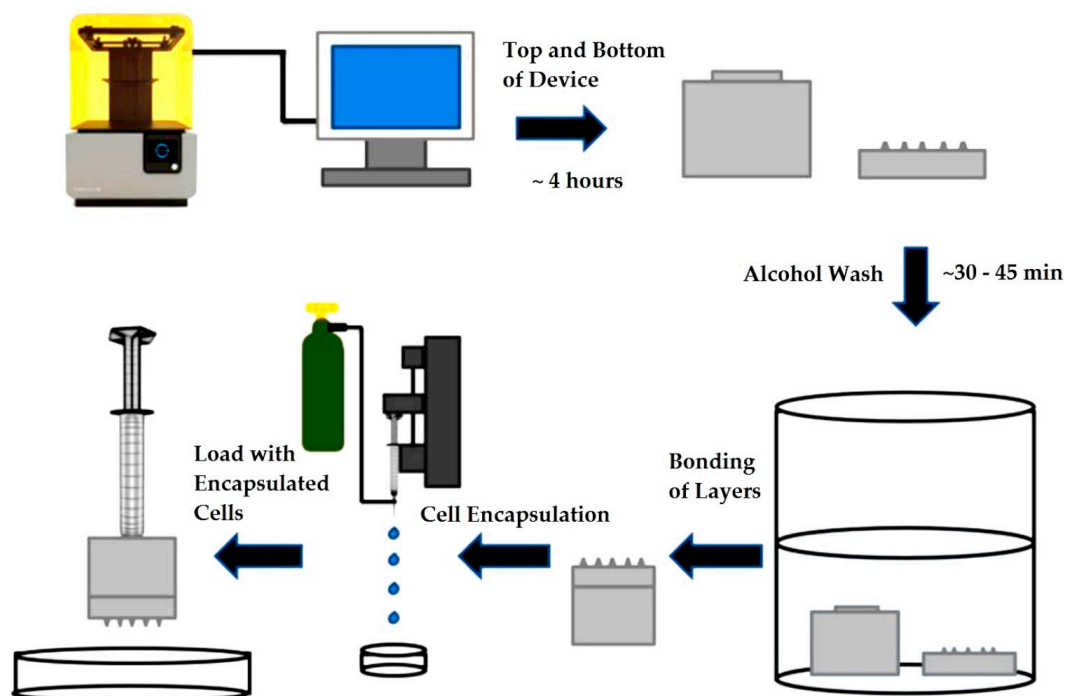 Top and Bottom
of Device
~ 4 hours
Alcohol Wash
~30 - 45 min
Bonding
of Layers
Cell Encapsulation
Load with
Encapsulated
Cells